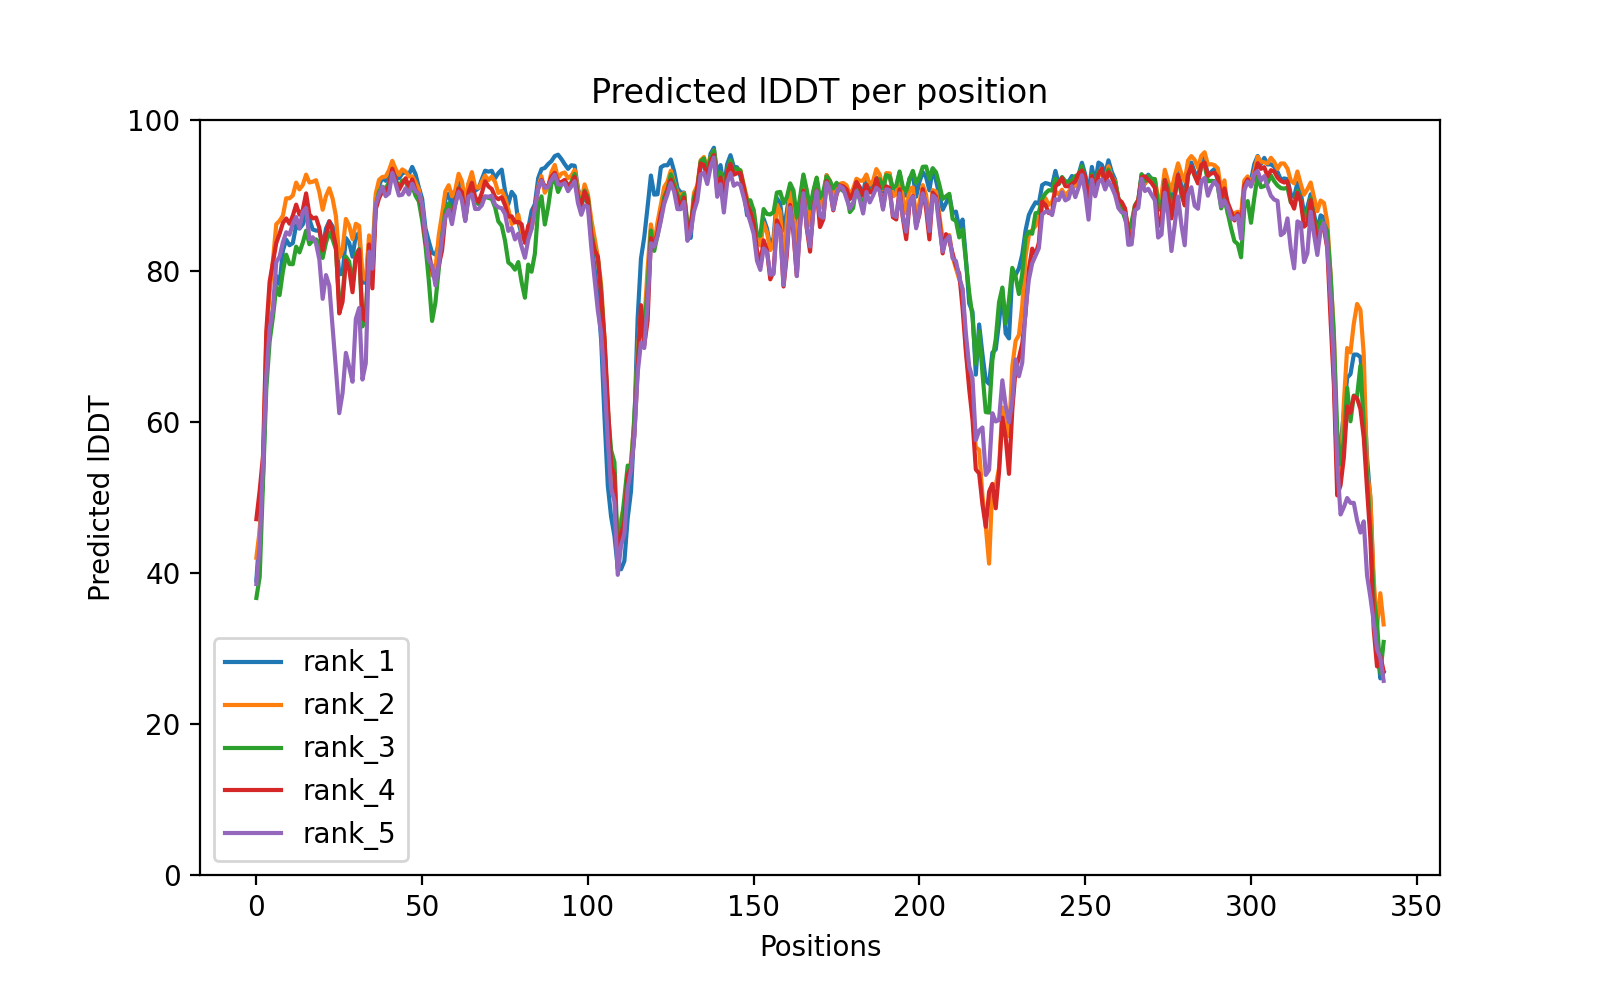 Predicted lDDT per position
100
80
60
40
20
0
Predicted lDDT
rank_1
rank_2
rank_3
rank_4
rank_5
0 50 100 150 200 250 300 350
Positions